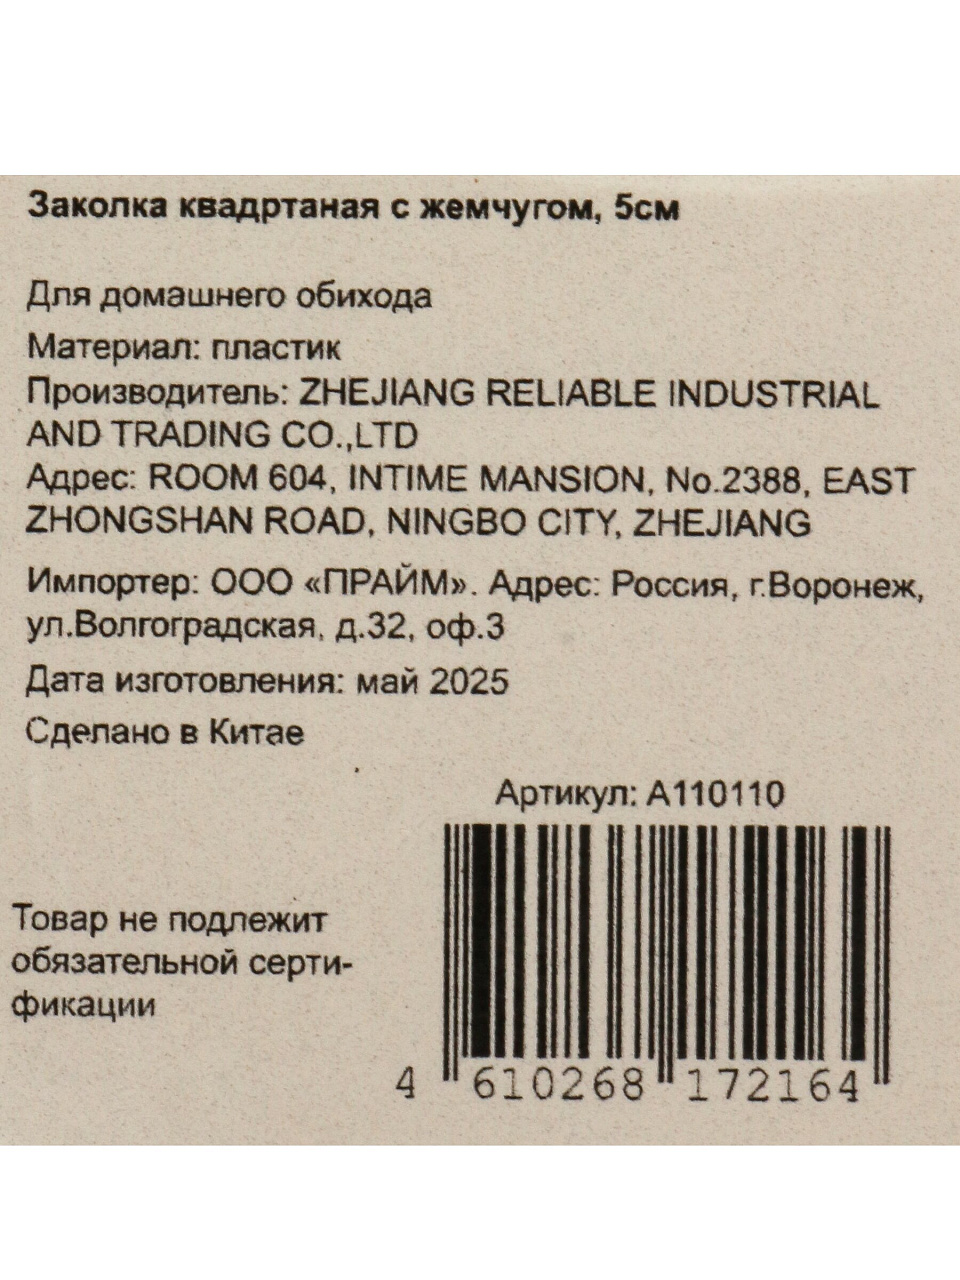 Заколка квадртаная с жемчугом, 5см
Для домашнего обихода
Материал: пластик
Производитель: ZHEJIANG RELIABLE INDUSTRIAL
AND TRADING CO.,LTD
Адрес: ROOM 604, INTIME MANSION, No.2388, EAST
ZHONGSHAN ROAD, NINGBO CITY, ZHEJIANG
Импортер: ООО «ПРАЙМ». Адрес: Россия, г.Воронеж,
ул.Волгоградская, д.32, оф.3
Дата изготовления: май 2025
Сделано в Китае
Артикул: A110110
Товар не подлежит
обязательной серти-
фикации
4 610268 172164